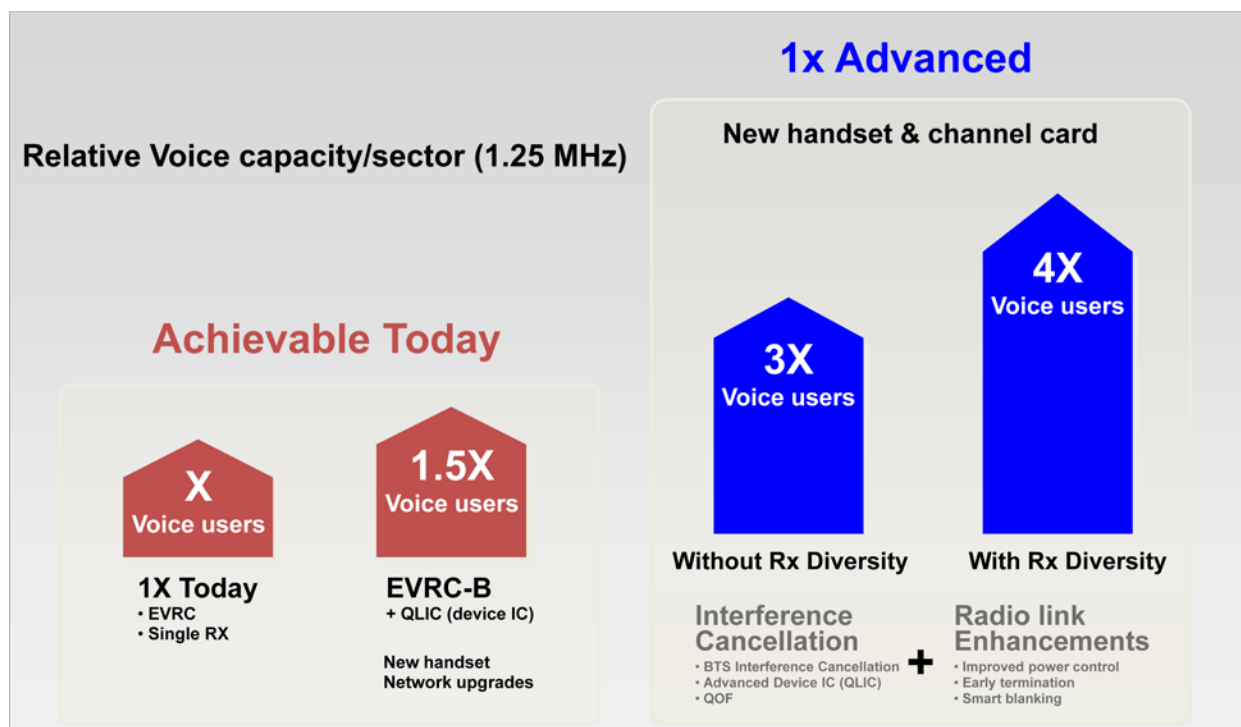 1x Advanced
New handset & channel card
Relative Voice capacity/sector (1.25 MHz)
4X
Voice users
3X
Voice users
Achievable Today
X
Voice users
1.5X
Voice users
Without Rx Diversity
With Rx Diversity
1X Today
• EVRC
• Single RX
EVRC-B
+ QLIC (device IC)
New handset
Network upgrades
Interference
Cancellation
• BTS Interference Cancellation
• Advanced Device IC (QLIC)
• QOF
+
Radio link
Enhancements
• Improved power control
• Early termination
• Smart blanking